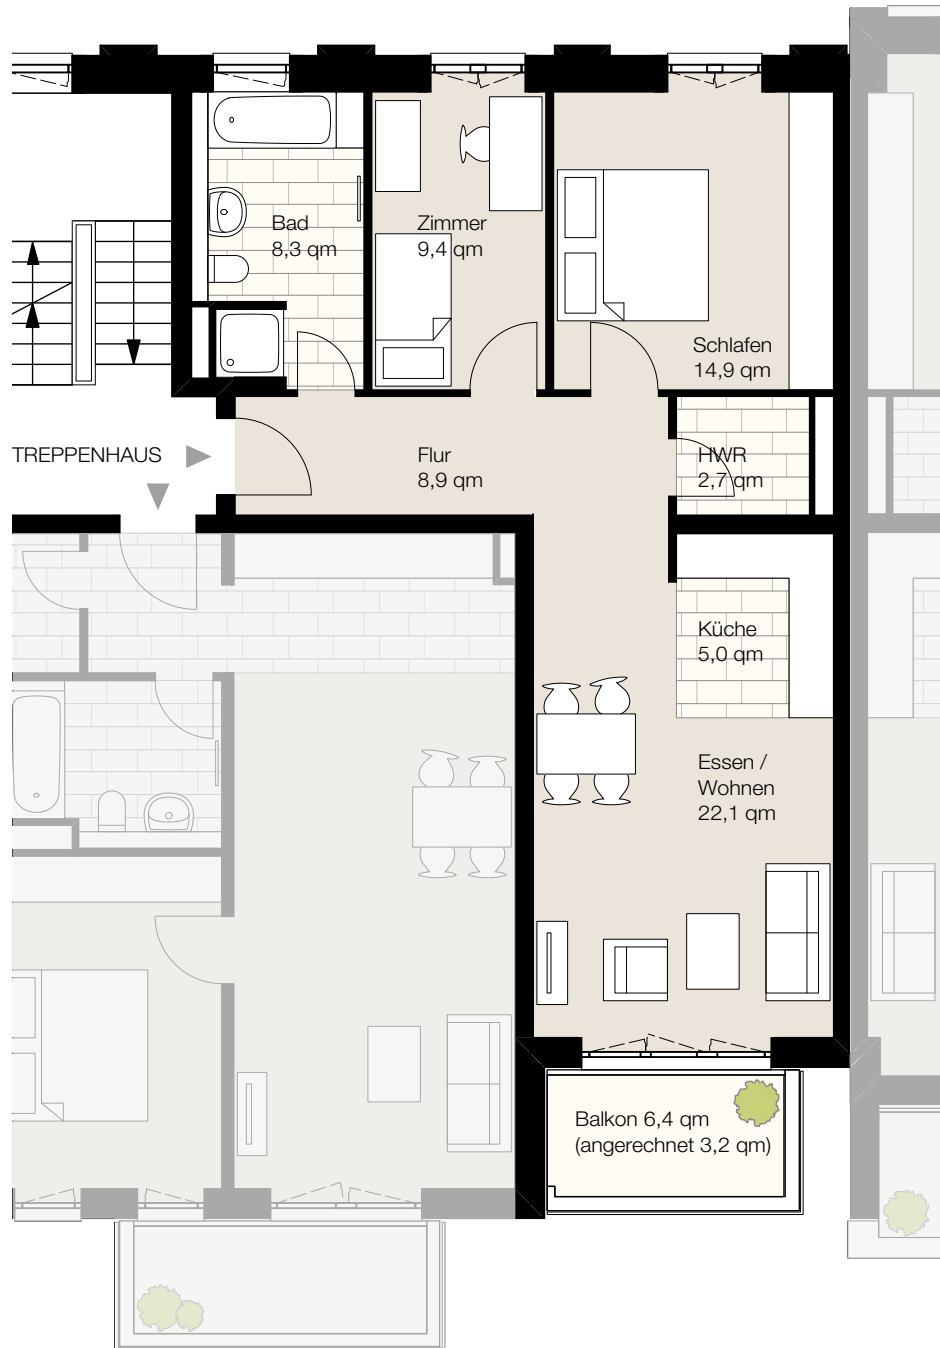 Bad
8,3 qm
Zimmer
9,4 qm
Schlafen
14,9 qm
TREPPENHAUS
Flur
8,9 qm
HWR
2,7 qm
Küche
5,0 qm
Essen /
Wohnen
22,1 qm
Balkon 6,4 qm
(angerechnet 3,2 qm)